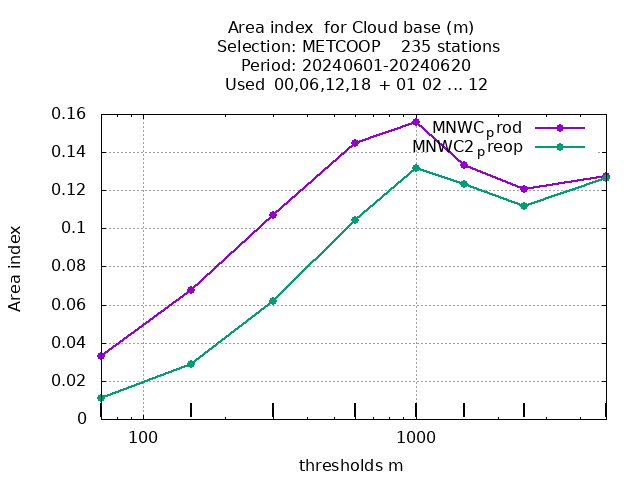 Area index for Cloud base (m)
Selection: METCOOP 235 stations
Period: 20240601-20240620
Used 00,06,12,18 + 01 02 ... 12
MNWCprod
MNWC2preop
0.16
0.14
0.12
0.1
0.08
0.06
0.04
0.02
0
Area index
100 1000
thresholds m